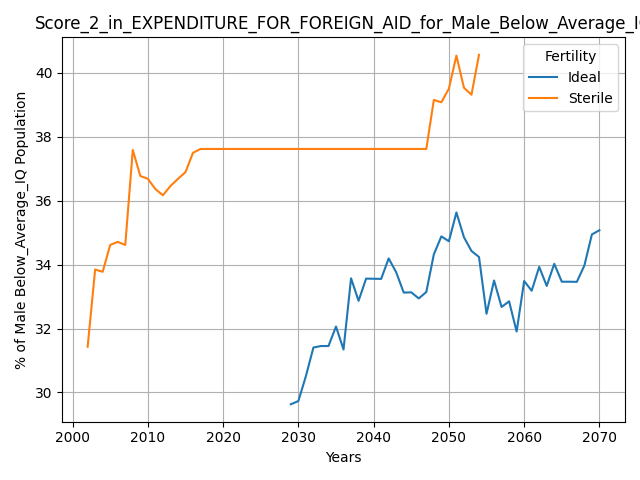 Score_2_in_EXPENDITURE_FOR_FOREIGN_AID_for_Male_Below_Average_IQ
% of Male Below_Average_IQ Population
40
38
36
34
32
30
Fertility
Ideal
Sterile
2000 2010 2020 2030 2040 2050 2060 2070
Years